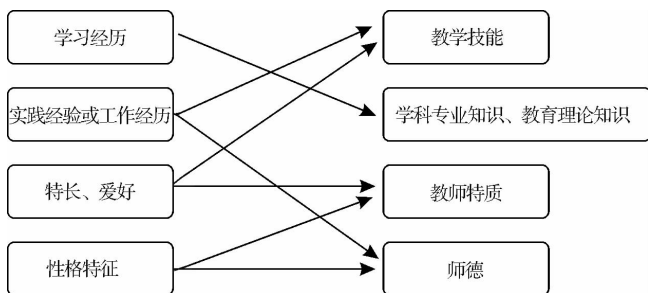 学习经历
教学技能
实践经验或工作经历
学科专业知识、教育理论知识
特长、爱好
教师特质
性格特征
师德